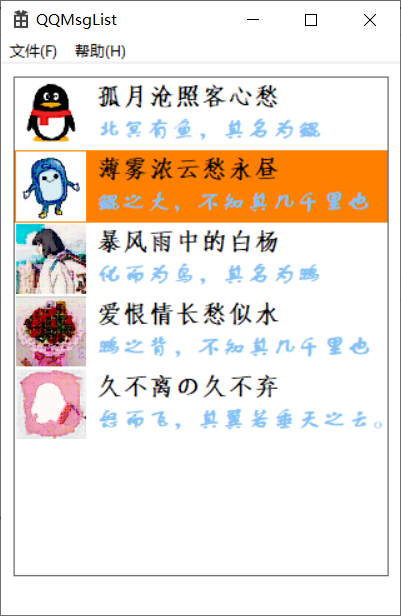 QQMsgList
文件(F) 帮助(H)
孤月沧照客心愁
北冥有鱼，其名为鲲
薄雾浓云愁永昼
鲲之大，不知其几千里也
暴风雨中的白杨
化而为鸟，其名为鹏
爱恨情长愁似水
鹏之背，不知其几千里也
久不离の久不弃
怒而飞，其翼若垂天之云。